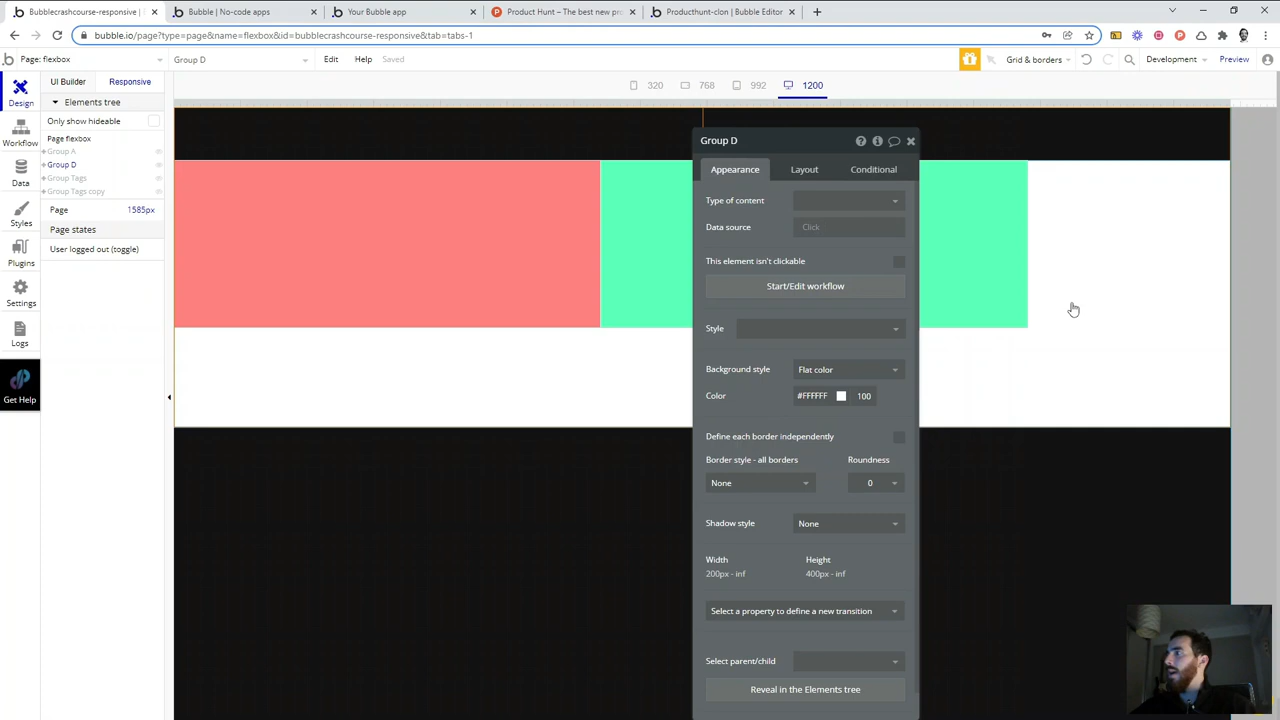 Bubblecrashcourse-responsive |
Bubble | No-code apps
Your Bubble app
Product Hunt – The best new pr
Producthunt-clon | Bubble Editor
bubble.io/page?type=page&name=flexbox&id=bubblecrashcourse-responsive&tab=tabs-1
Page: flexbox
Group D
Edit
Help
Saved
Grid & borders
Development
Preview
Design
Workflow
Data
Styles
Plugins
Settings
Logs
Get Help
UI Builder
Responsive
Elements tree
Only show hideable
Page flexbox
Group A
Group D
Group Tags
Group Tags copy
Page 1585px
Page states
User logged out (toggle)
320
768
992
1200
Group D
Appearance
Layout
Conditional
Type of content
Data source
Click
This element isn't clickable
Start/Edit workflow
Style
Background style
Flat color
Color
#FFFFFF
100
Define each border independently
Border style - all borders
Roundness
None
0
Shadow style
None
Width
Height
200px - inf
400px - inf
Select a property to define a new transition
Select parent/child
Reveal in the Elements tree